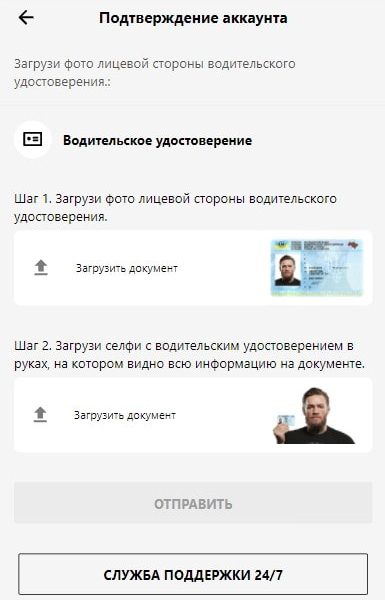 Подтверждение аккаунта
Загрузи фото лицевой стороны водительского
удостоверения.:
Водительское удостоверение
Шаг 1. Загрузи фото лицевой стороны водительского
удостоверения.
Загрузить документ
Шаг 2. Загрузи селфи с водительским удостоверением в
руках, на котором видно всю информацию на документе.
Загрузить документ
ОТПРАВИТЬ
СЛУЖБА ПОДДЕРЖКИ 24/7